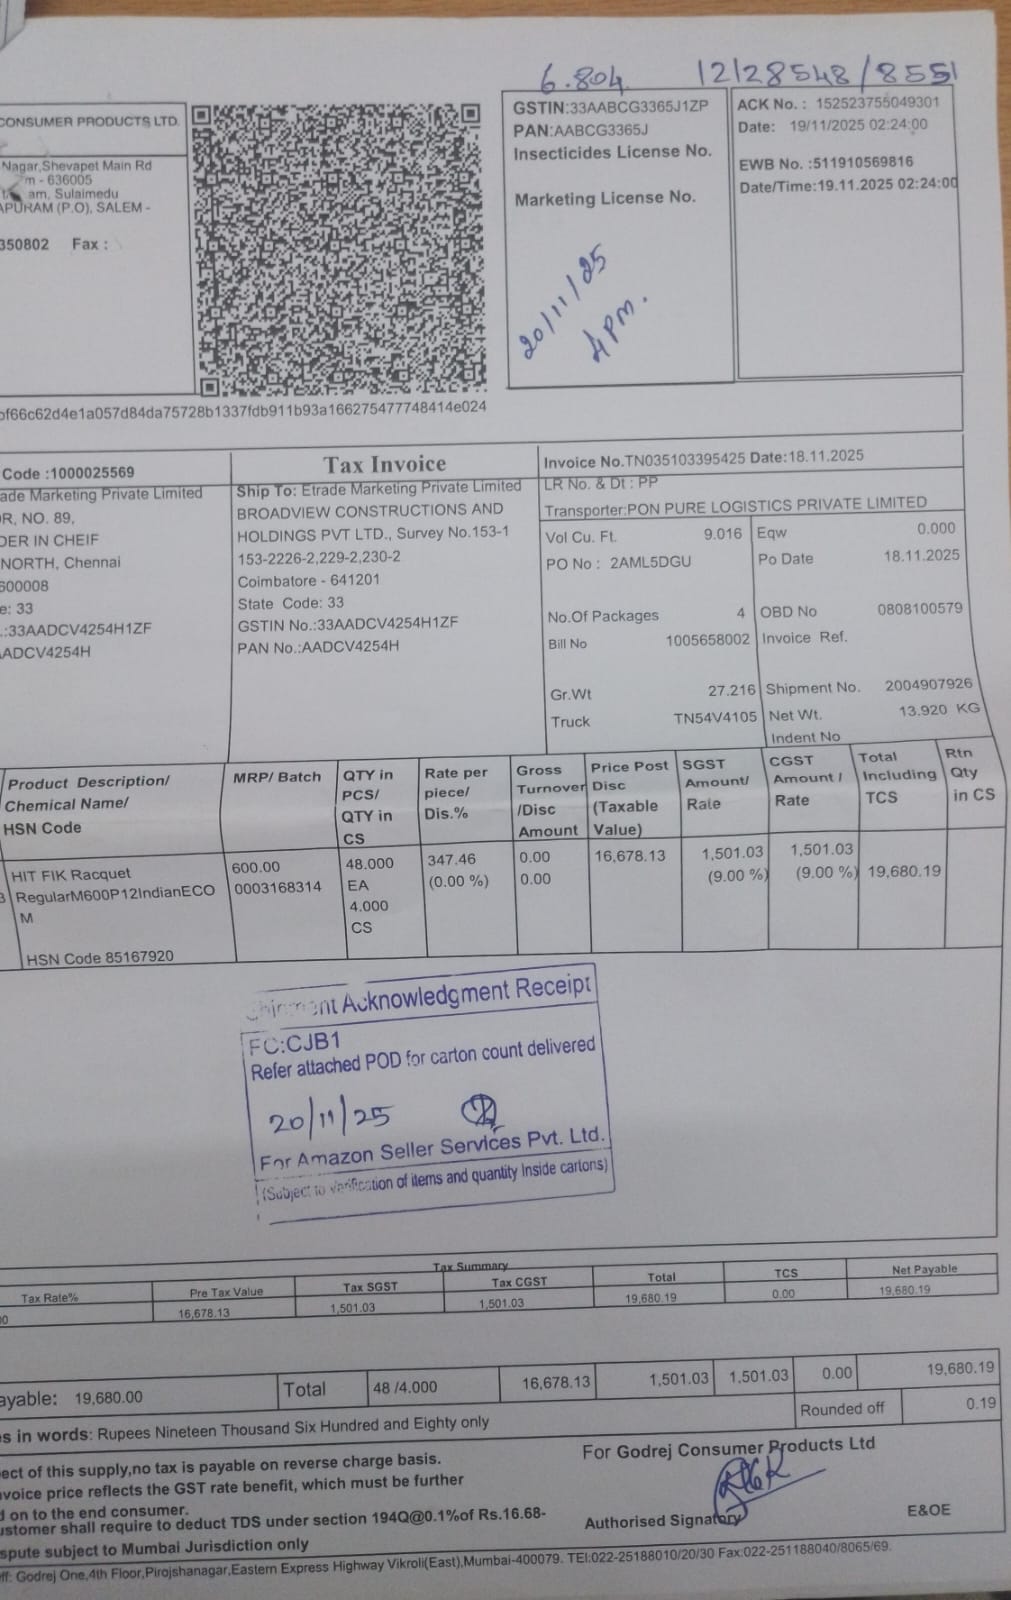 6.804 12128548/8551
CONSUMER PRODUCTS LTD.
Nagar,Shevapet Main Rd
m - 636005
am, Sulaimedu
APURAM (P.O), SALEM -
350802 Fax :
GSTIN:33AABCG3365J1ZP
PAN:AABCG3365J
Insecticides License No.
Marketing License No.
20/11/25
4 PM.
ACK No. : 152523755049301
Date: 19/11/2025 02:24:00
EWB No. :511910569816
Date/Time:19.11.2025 02:24:00
of66c62d4e1a057d84da75728b1337fdb911b93a166275477748414e024
Code :1000025569
ade Marketing Private Limited
OR, NO. 89,
DER IN CHEIF
NORTH, Chennai
600008
e: 33
.:33AADCV4254H1ZF
AADCV4254H
Tax Invoice
Ship To: Etrade Marketing Private Limited
BROADVIEW CONSTRUCTIONS AND
HOLDINGS PVT LTD., Survey No.153-1
153-2226-2,229-2,230-2
Coimbatore - 641201
State Code: 33
GSTIN No.:33AADCV4254H1ZF
PAN No.:AADCV4254H
Invoice No.TN035103395425 Date:18.11.2025
LR No. & Dt : PP
Transporter:PON PURE LOGISTICS PRIVATE LIMITED
Vol Cu. Ft. 9.016 Eqw 0.000
PO No : 2AML5DGU Po Date 18.11.2025
No.Of Packages 4 OBD No 0808100579
Bill No 1005658002 Invoice Ref.
Gr.Wt 27.216 Shipment No. 2004907926
Truck TN54V4105 Net Wt. 13.920 KG
Indent No
Product Description/
Chemical Name/
HSN Code
MRP/ Batch
QTY in
PCS/
QTY in
CS
Rate per
piece/
Dis.%
Gross
Turnover
/Disc
Amount
Price Post
Disc
(Taxable
Value)
SGST
Amount/
Rate
CGST
Amount /
Rate
Total
Including
TCS
Rtn
Qty
in CS
HIT FIK Racquet
RegularM600P12IndianECO
M
HSN Code 85167920
600.00
0003168314
48.000
EA
4.000
CS
347.46
(0.00 %)
0.00
0.00
16,678.13
1,501.03
(9.00 %)
1,501.03
(9.00 %)
19,680.19
Shipment Acknowledgment Receipt
FC:CJB1
Refer attached POD for carton count delivered
20/11/25
For Amazon Seller Services Pvt. Ltd.
(Subject to verification of items and quantity Inside cartons)
Tax Summary
Tax Rate% Pre Tax Value Tax SGST Tax CGST Total TCS Net Payable
00 16,678.13 1,501.03 1,501.03 19,680.19 0.00 19,680.19
ayable: 19,680.00 Total 48 /4.000 16,678.13 1,501.03 1,501.03 0.00 19,680.19
Rounded off 0.19
s in words: Rupees Nineteen Thousand Six Hundred and Eighty only
ect of this supply,no tax is payable on reverse charge basis.
nvoice price reflects the GST rate benefit, which must be further
d on to the end consumer.
ustomer shall require to deduct TDS under section 194Q@0.1%of Rs.16.68-
spute subject to Mumbai Jurisdiction only
For Godrej Consumer Products Ltd
Authorised Signatory
E&OE
ff: Godrej One,4th Floor,Pirojshanagar,Eastern Express Highway Vikroli(East),Mumbai-400079. TEl:022-25188010/20/30 Fax:022-251188040/8065/69.